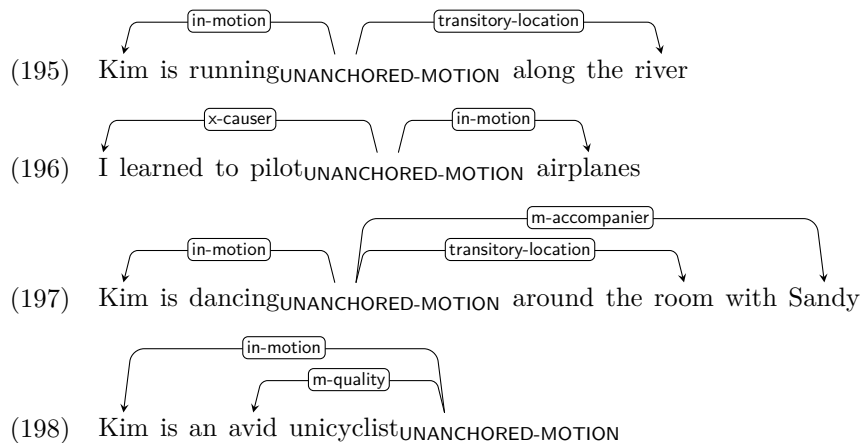 in-motion transitory-location
(195) Kim is runningUNANCHORED-MOTION along the river
x-causer in-motion
(196) I learned to pilotUNANCHORED-MOTION airplanes
m-accompanier
in-motion transitory-location
(197) Kim is dancingUNANCHORED-MOTION around the room with Sandy
in-motion
m-quality
(198) Kim is an avid unicyclistUNANCHORED-MOTION